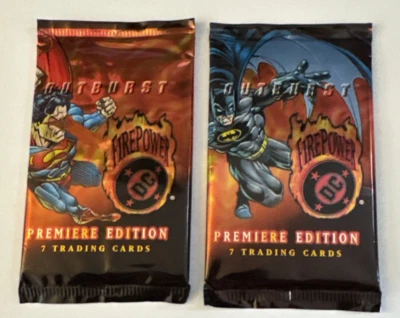 OUTBURST
FIREPOWER
DC
®
PREMIERE EDITION
7 TRADING CARDS
OUTBURST
FIREPOWER
DC
®
PREMIERE EDITION
7 TRADING CARDS